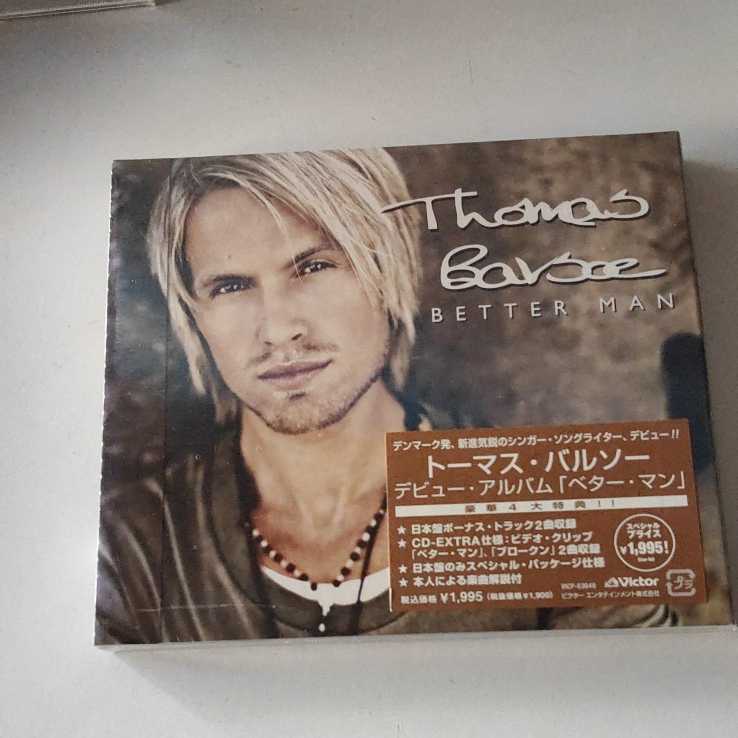 Thomas
Barsoe
BETTER MAN
デンマーク発、新進気鋭のシンガー・ソングライター、デビュー!!
トーマス・バルソー
デビュー・アルバム「ベター・マン」
豪華4大特典!!
★日本盤ボーナス・トラック2曲収録
★CD-EXTRA仕様:ビデオ・クリップ
「ベター・マン」、「ブロークン」2曲収録
★日本盤のみスペシャル・パッケージ仕様
★本人による楽曲解説付
税込価格¥1,995(税抜価格¥1,900)
スペシャル
プライス
¥1,995!
Victor
ビクター エンタテインメント株式会社
プラ